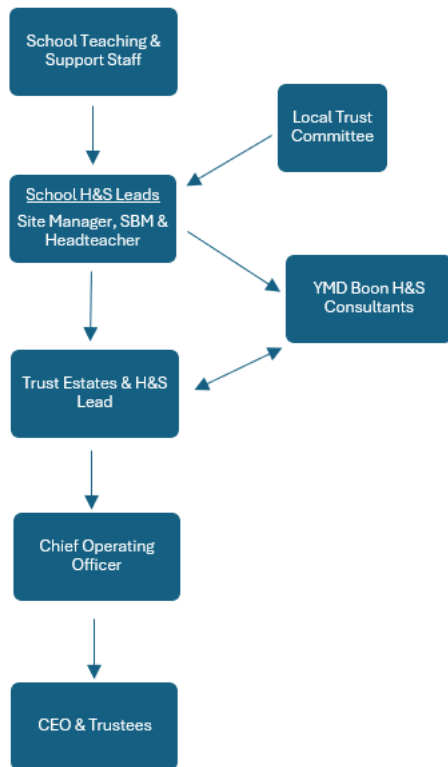 School Teaching &
Support Staff
Local Trust
Committee
School H&S Leads
Site Manager, SBM &
Headteacher
YMD Boon H&S
Consultants
Trust Estates & H&S
Lead
Chief Operating
Officer
CEO & Trustees